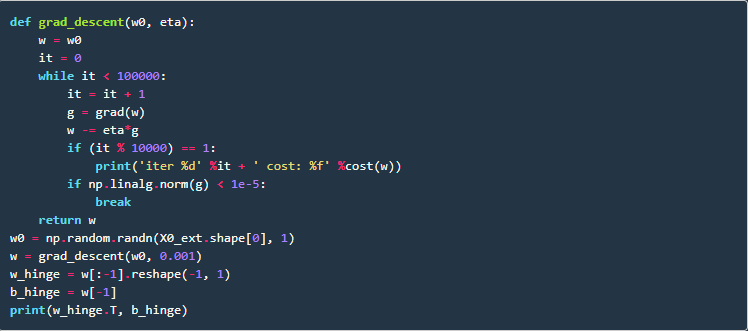 def grad_descent(w0, eta):
    w = w0
    it = 0
    while it < 100000:
        it = it + 1
        g = grad(w)
        w -= eta*g
        if (it % 10000) == 1:
            print('iter %d' %it + ' cost: %f' %cost(w))
        if np.linalg.norm(g) < 1e-5:
            break
    return w
w0 = np.random.randn(X0_ext.shape[0], 1)
w = grad_descent(w0, 0.001)
w_hinge = w[:-1].reshape(-1, 1)
b_hinge = w[-1]
print(w_hinge.T, b_hinge)